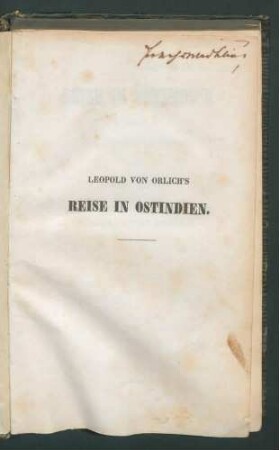 LEOPOLD VON ORLICH'S
REISE IN OSTINDIEN.